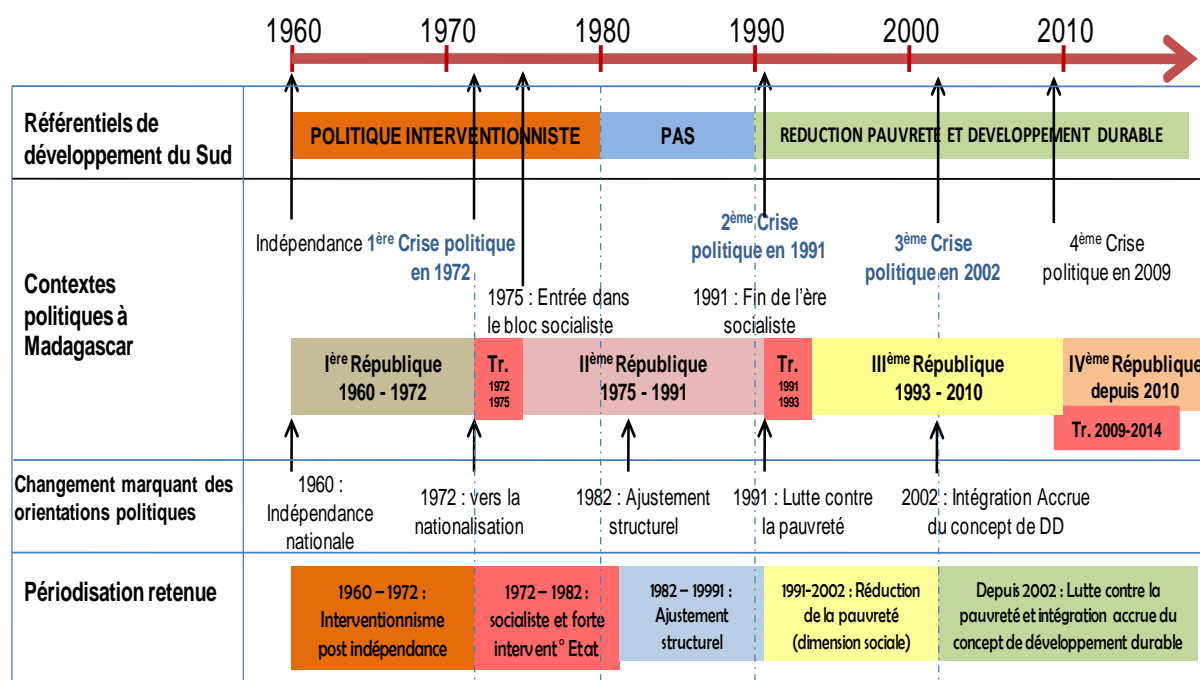 1960 1970 1980 1990 2000 2010
Référentiels de
développement du Sud
POLITIQUE INTERVENTIONNISTE
PAS
REDUCTION PAUVRETE ET DEVELOPPEMENT DURABLE
Contextes
politiques à
Madagascar
Indépendance
1ère Crise politique
en 1972
1975 : Entrée dans
le bloc socialiste
2ème Crise
politique en 1991
1991 : Fin de l'ère
socialiste
3ème Crise
politique en 2002
4ème Crise
politique en 2009
Ière République
1960 - 1972
Tr.
1972
1975
IIème République
1975 - 1991
Tr.
1991
1993
IIIème République
1993 - 2010
IVème République
depuis 2010
Tr. 2009-2014
Changement marquant des
orientations politiques
1960 :
Indépendance
nationale
1972 : vers la
nationalisation
1982 : Ajustement
structurel
1991 : Lutte contre
la pauvreté
2002 : Intégration Accrue
du concept de DD
Périodisation retenue
1960 – 1972 :
Interventionnisme
post indépendance
1972 – 1982 :
socialiste et forte
intervent° Etat
1982 – 19991 :
Ajustement
structurel
1991-2002 : Réduction
de la pauvreté
(dimension sociale)
Depuis 2002 : Lutte contre la
pauvreté et intégration accrue du
concept de développement durable